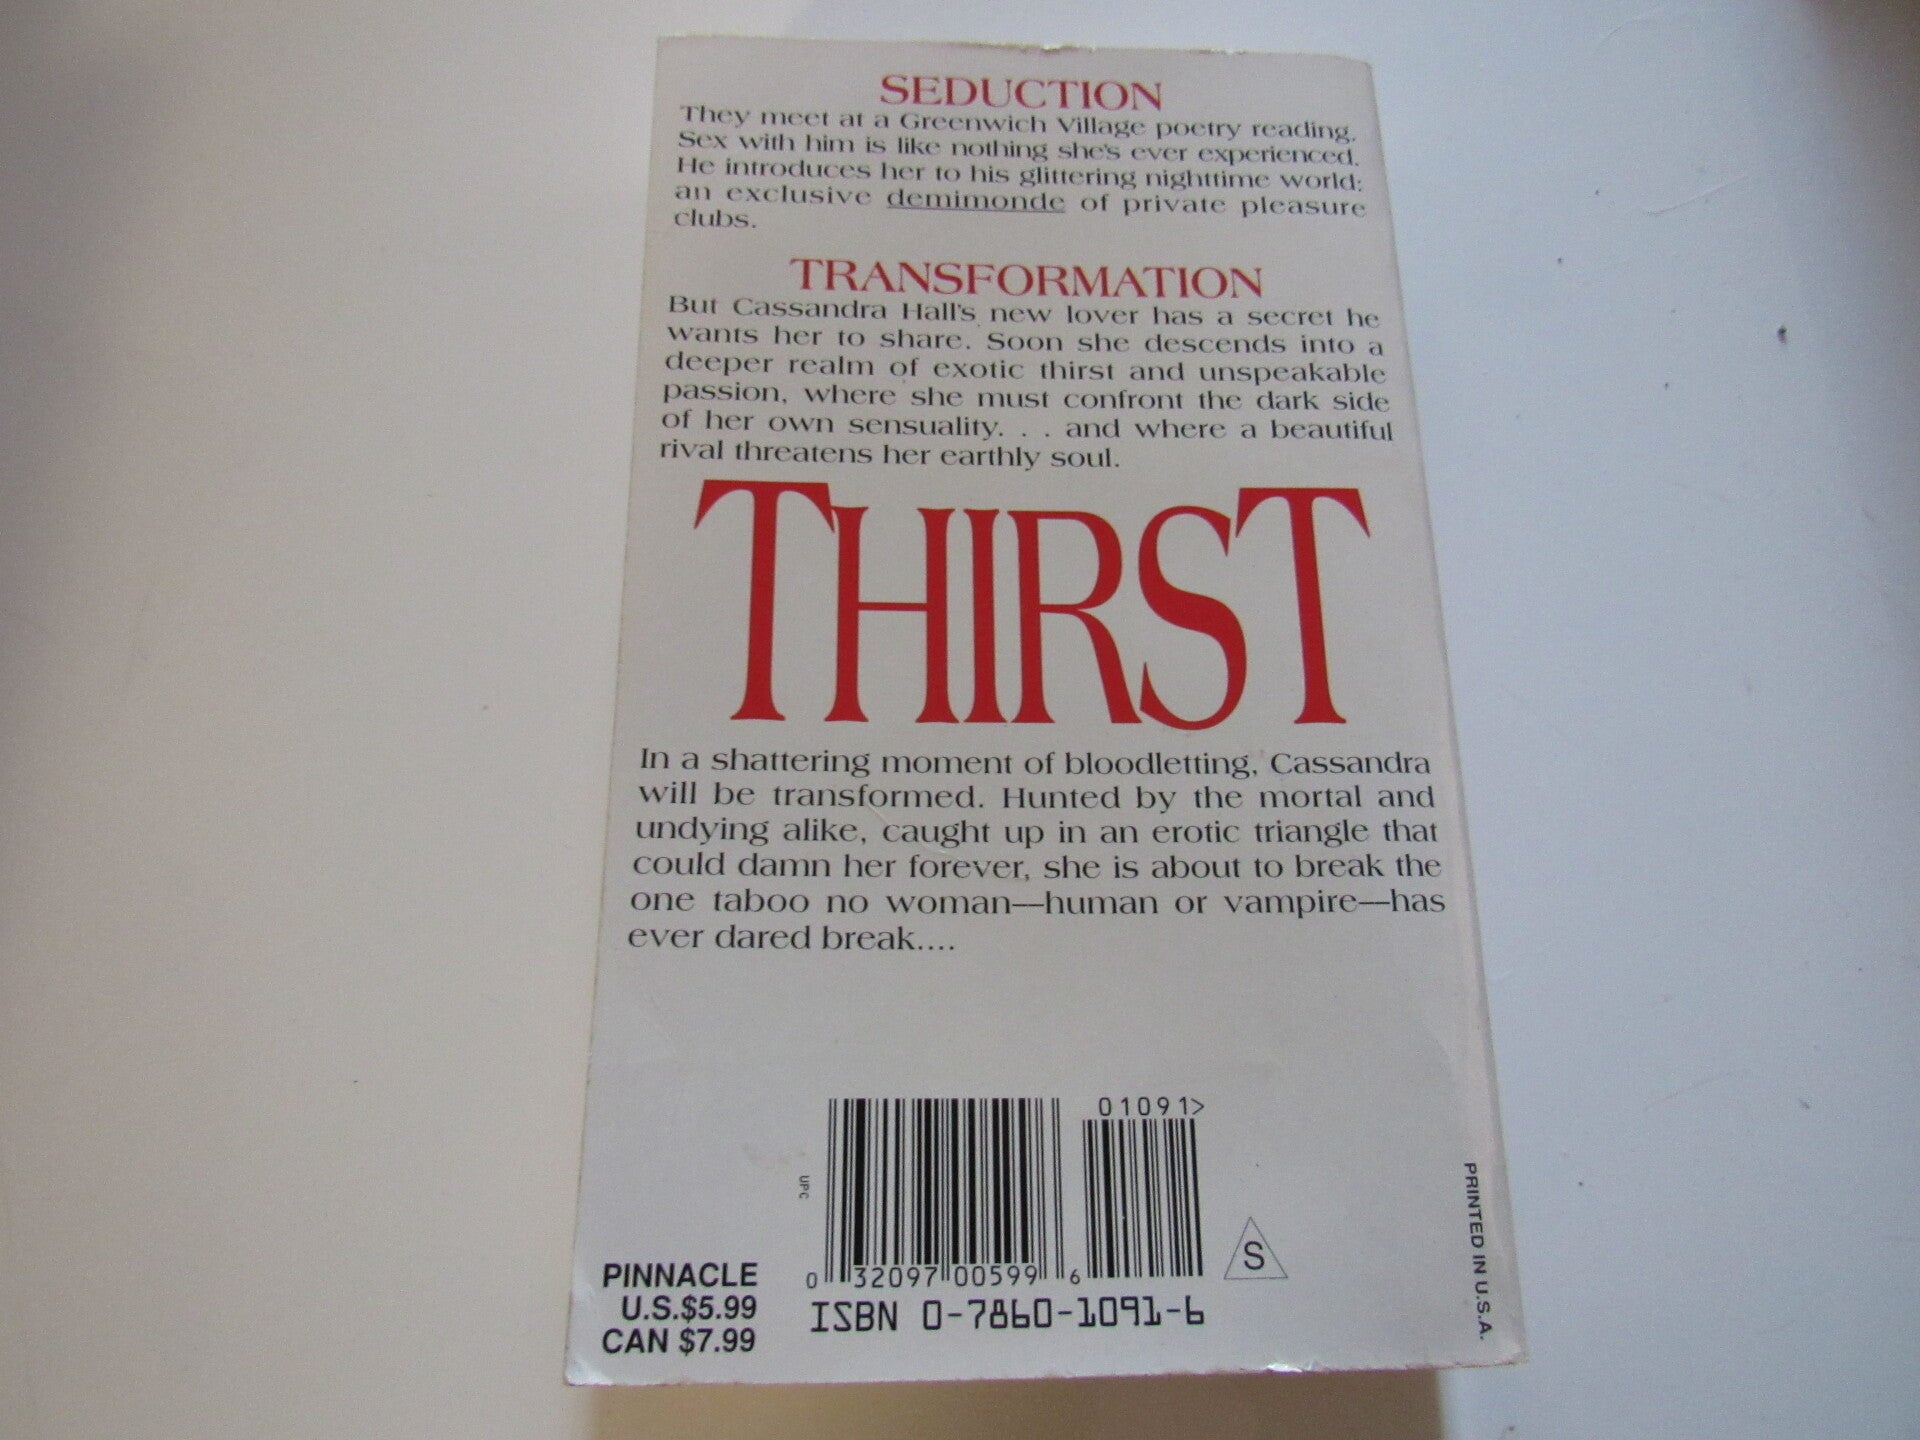 SEDUCTION
They meet at a Greenwich Village poetry reading.
Sex with him is like nothing she's ever experienced.
He introduces her to his glittering nighttime world:
an exclusive demimonde of private pleasure
clubs.
TRANSFORMATION
But Cassandra Hall's new lover has a secret he
wants her to share. Soon she descends into a
deeper realm of exotic thirst and unspeakable
passion, where she must confront the dark side
of her own sensuality. . . and where a beautiful
rival threatens her earthly soul.
THIRST
In a shattering moment of bloodletting, Cassandra
will be transformed. Hunted by the mortal and
undying alike, caught up in an erotic triangle that
could damn her forever, she is about to break the
one taboo no woman—human or vampire—has
ever dared break....
01091>
UPC
0 32097 00599 6
S
PINNACLE
U.S.$5.99
CAN $7.99
ISBN 0-7860-1091-6
PRINTED IN U.S.A.